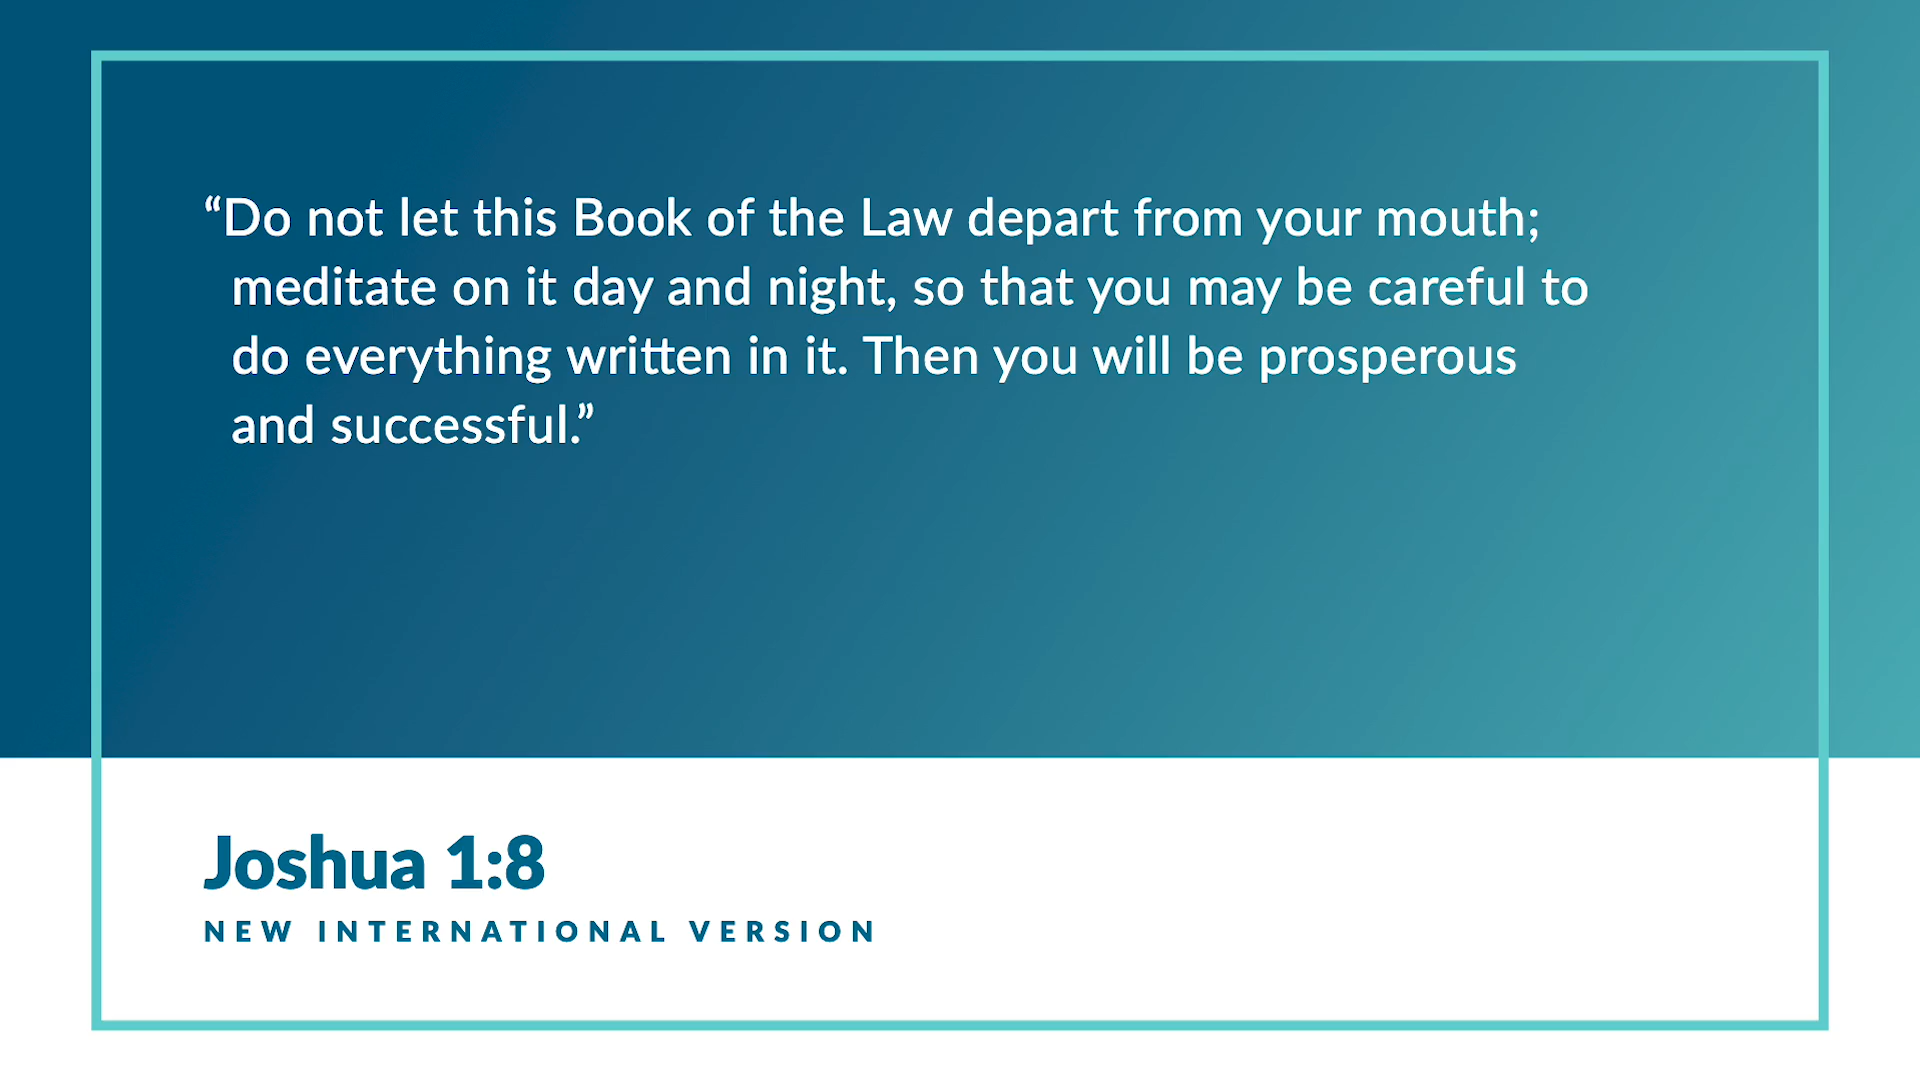 “Do not let this Book of the Law depart from your mouth;
meditate on it day and night, so that you may be careful to
do everything written in it. Then you will be prosperous
and successful.”
Joshua 1:8
NEW INTERNATIONAL VERSION